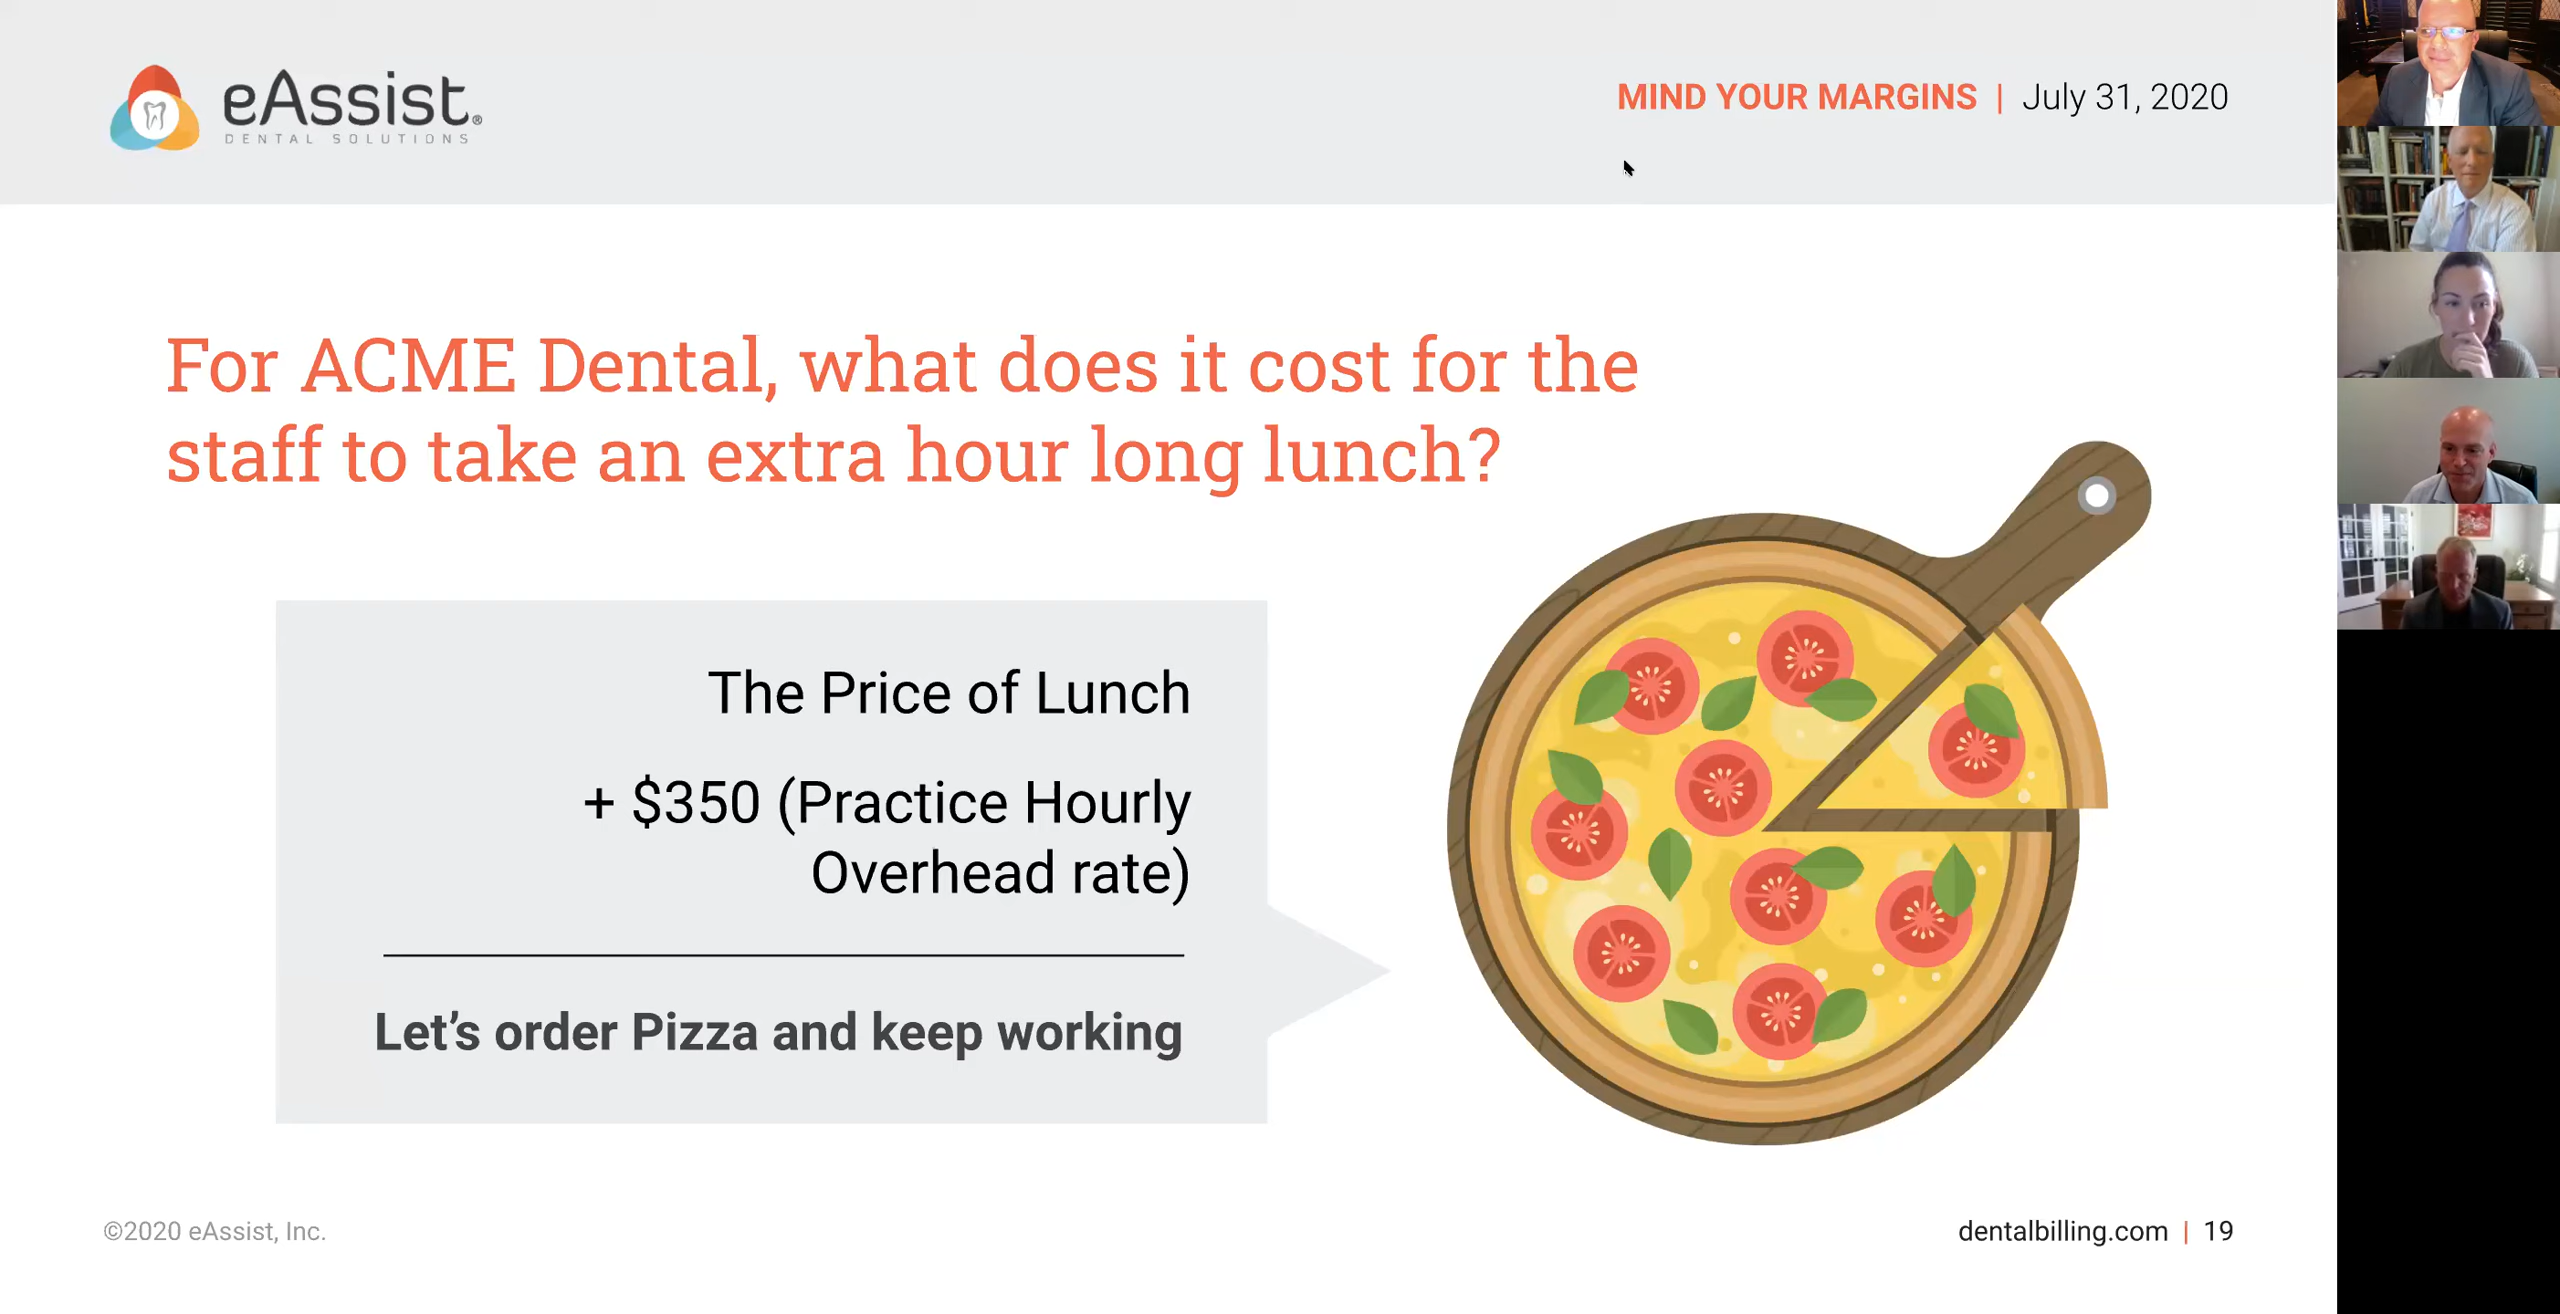 eAssist®
DENTAL SOLUTIONS
MIND YOUR MARGINS | July 31, 2020
For ACME Dental, what does it cost for the
staff to take an extra hour long lunch?
The Price of Lunch
+ $350 (Practice Hourly
Overhead rate)
Let’s order Pizza and keep working
©2020 eAssist, Inc.
dentalbilling.com | 19